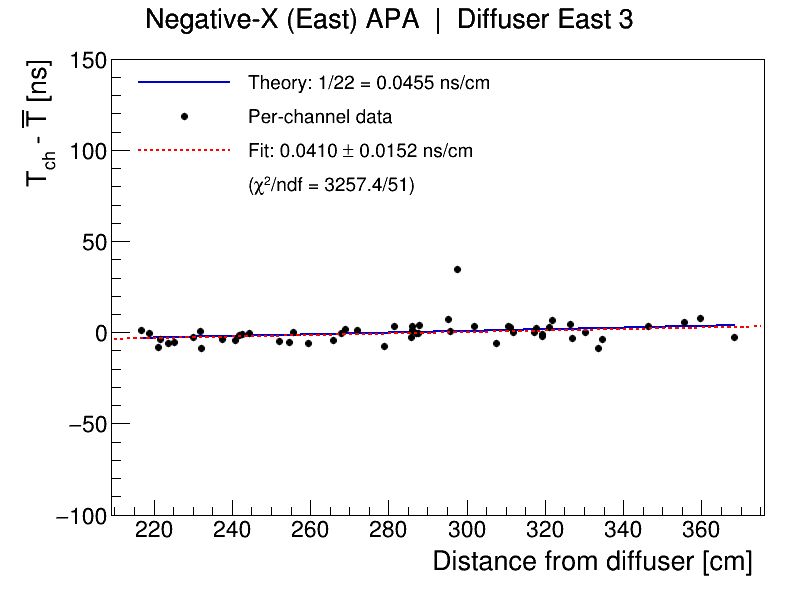 Negative-X (East) APA | Diffuser East 3
T_ch - T̅ [ns]
150
100
50
0
−50
−100
Theory: 1/22 = 0.0455 ns/cm
Per-channel data
Fit: 0.0410 ± 0.0152 ns/cm
(χ²/ndf = 3257.4/51)
220 240 260 280 300 320 340 360
Distance from diffuser [cm]